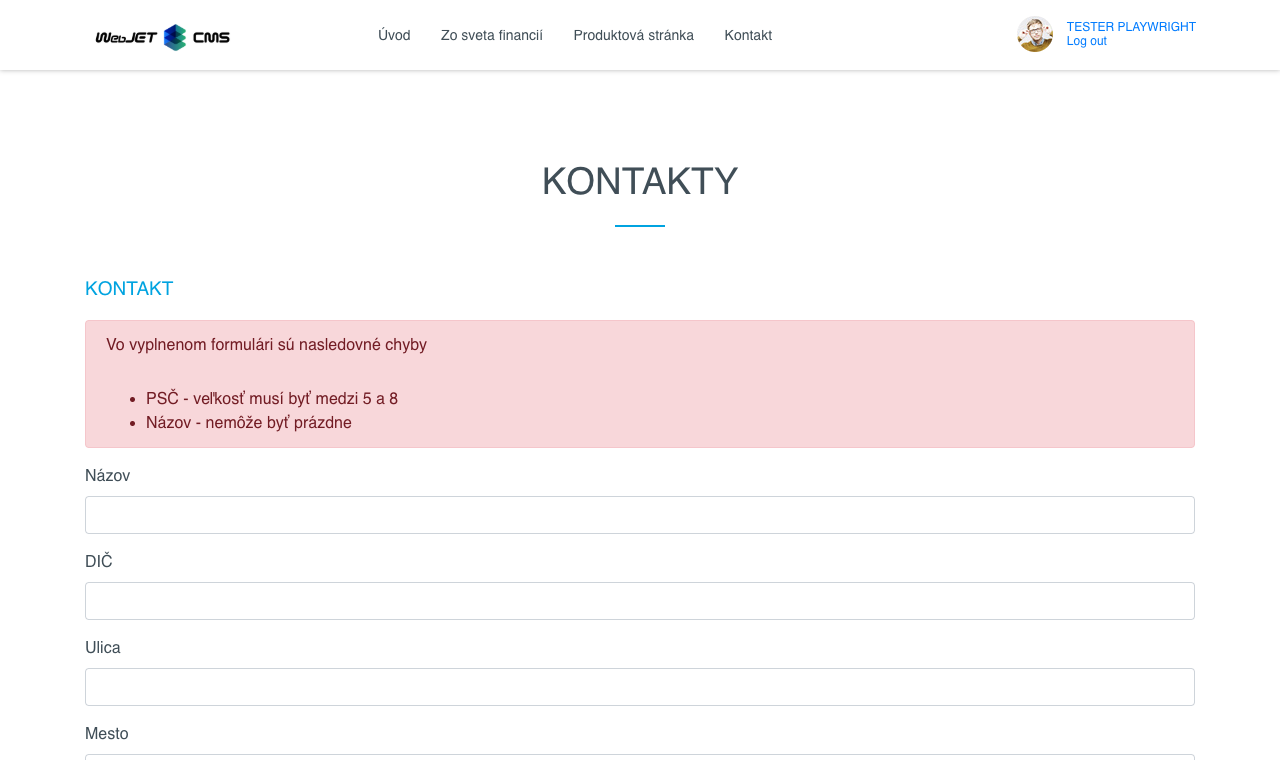 WebJET CMS
Úvod
Zo sveta financií
Produktová stránka
Kontakt
TESTER PLAYWRIGHT
Log out
KONTAKTY
KONTAKT
Vo vyplnenom formulári sú nasledovné chyby
PSČ - veľkosť musí byť medzi 5 a 8
Názov - nemôže byť prázdne
Názov
DIČ
Ulica
Mesto